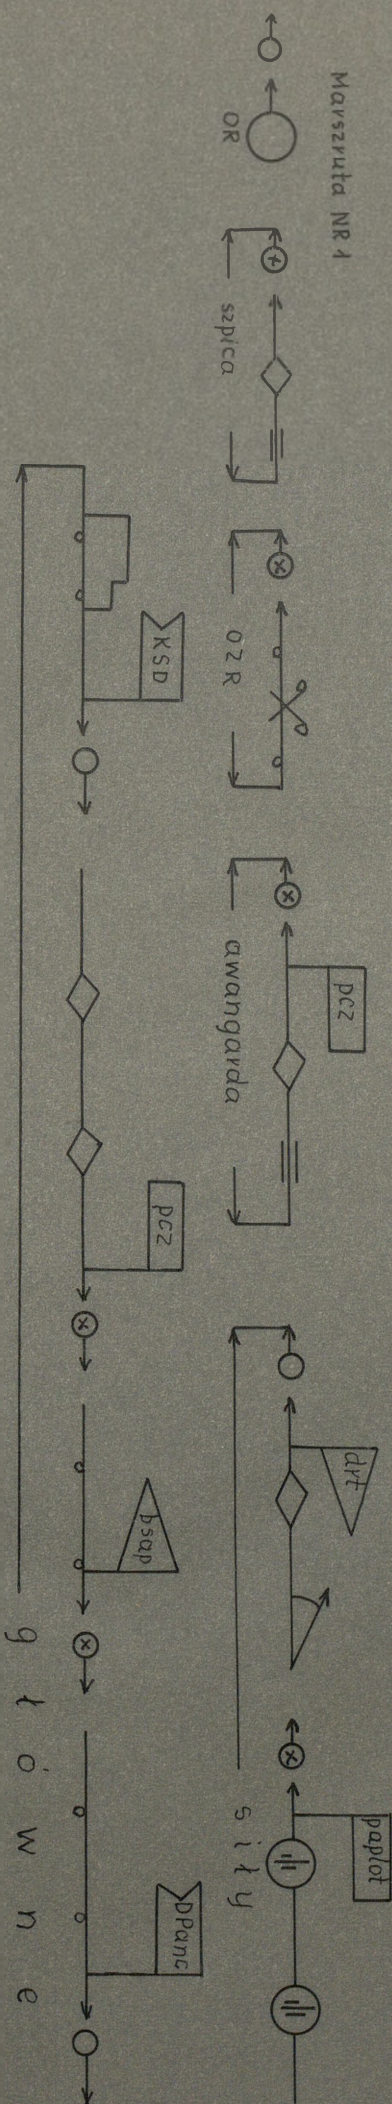 Marszruta NR 1
OR
szpica
OZR
pcz
awangarda
drt
paplot
siły
KSD
pcz
bsap
DPanc
główne